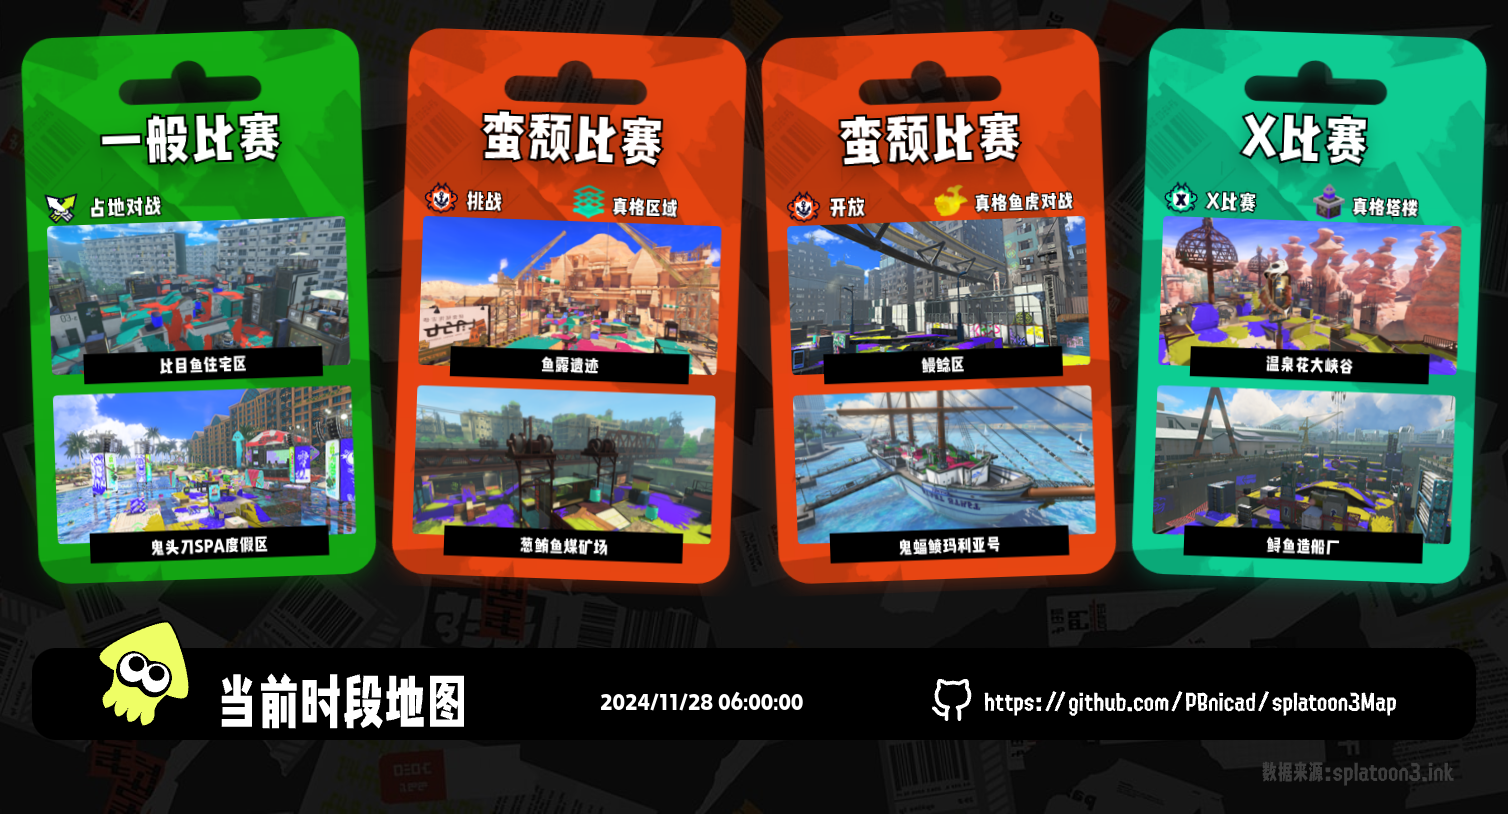 一般比赛
占地对战
比目鱼住宅区
鬼头刀SPA度假区
蛮颓比赛
挑战
真格区域
鱼露遗迹
葱鲔鱼煤矿场
蛮颓比赛
开放
真格鱼虎对战
鳗鲶区
鬼蝠鲼玛利亚号
X比赛
X比赛
真格塔楼
温泉花大峡谷
鲟鱼造船厂
当前时段地图
2024/11/28 06:00:00
https://github.com/PBnicad/splatoon3Map
数据来源:splatoon3.ink